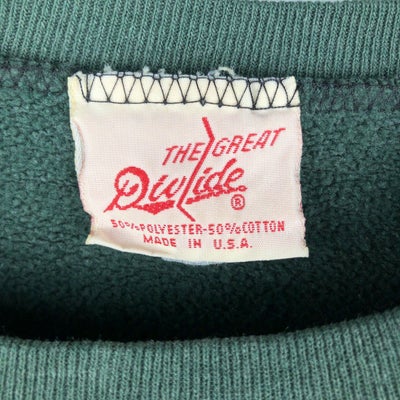 THE GREAT
Divide ®
50% POLYESTER-50% COTTON
MADE IN U.S.A.